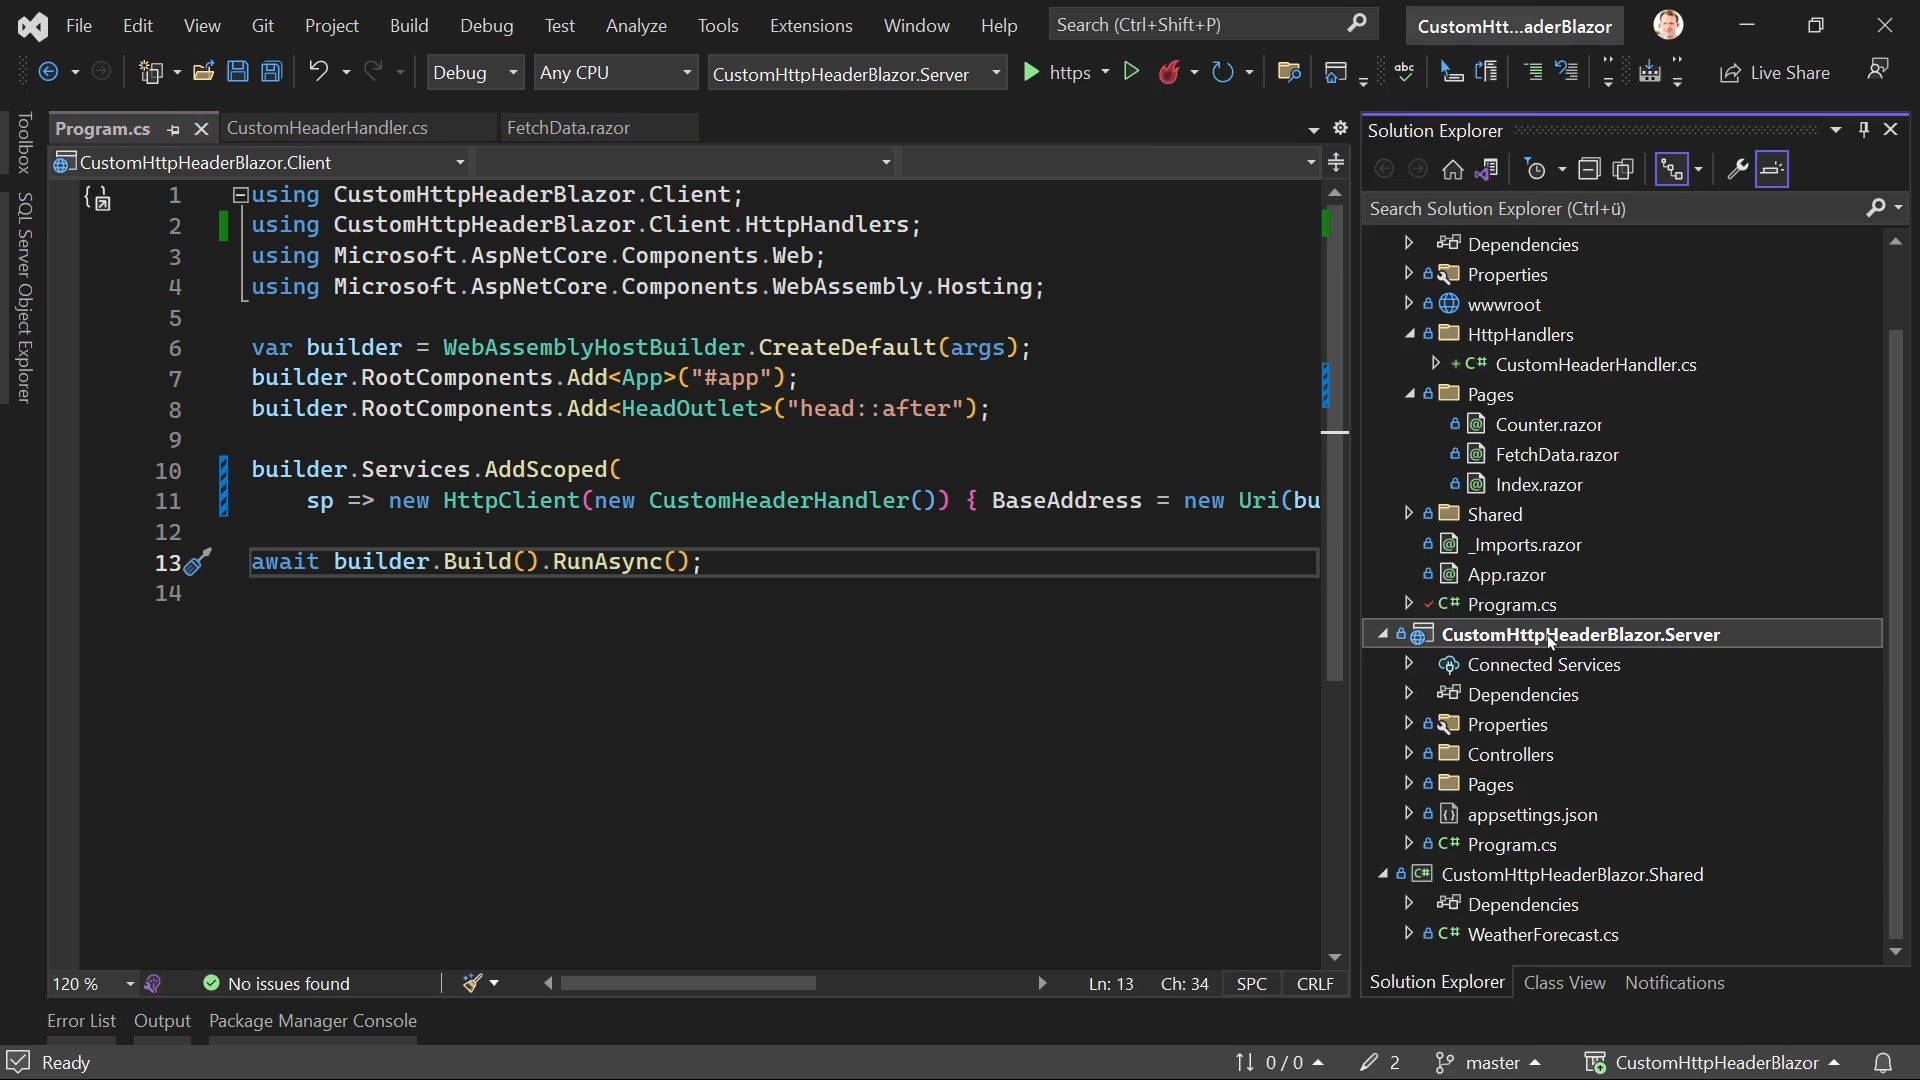 File Edit View Git Project Build Debug Test Analyze Tools Extensions Window Help Search (Ctrl+Shift+P) CustomHtt...aderBlazor
Debug Any CPU CustomHttpHeaderBlazor.Server https abc Live Share
Toolbox
SQL Server Object Explorer
Program.cs CustomHeaderHandler.cs FetchData.razor
CustomHttpHeaderBlazor.Client
1 using CustomHttpHeaderBlazor.Client;
2 using CustomHttpHeaderBlazor.Client.HttpHandlers;
3 using Microsoft.AspNetCore.Components.Web;
4 using Microsoft.AspNetCore.Components.WebAssembly.Hosting;
5
6 var builder = WebAssemblyHostBuilder.CreateDefault(args);
7 builder.RootComponents.Add<App>("#app");
8 builder.RootComponents.Add<HeadOutlet>("head::after");
9
10 builder.Services.AddScoped(
11 sp => new HttpClient(new CustomHeaderHandler()) { BaseAddress = new Uri(bu
12
13 await builder.Build().RunAsync();
14
120 % No issues found Ln: 13 Ch: 34 SPC CRLF
Solution Explorer
Search Solution Explorer (Ctrl+ü)
Dependencies
Properties
wwwroot
HttpHandlers
+ C# CustomHeaderHandler.cs
Pages
@ Counter.razor
@ FetchData.razor
@ Index.razor
Shared
@ _Imports.razor
@ App.razor
C# Program.cs
CustomHttpHeaderBlazor.Server
Connected Services
Dependencies
Properties
Controllers
Pages
appsettings.json
C# Program.cs
C# CustomHttpHeaderBlazor.Shared
Dependencies
C# WeatherForecast.cs
Solution Explorer Class View Notifications
Error List Output Package Manager Console
Ready 0 / 0 2 master CustomHttpHeaderBlazor